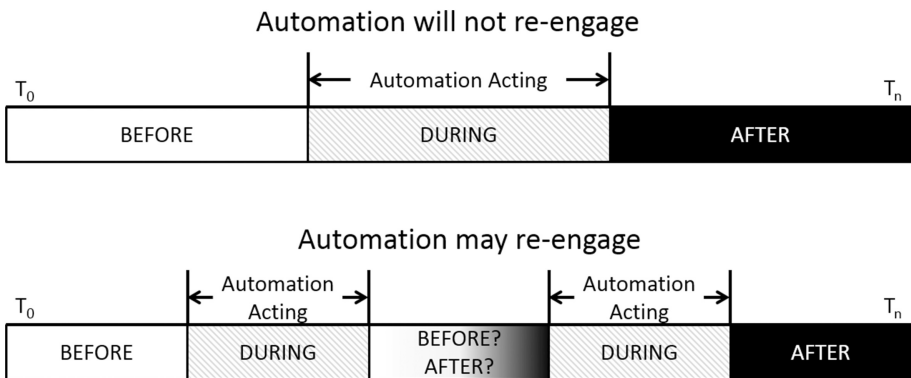 Automation will not re-engage
T0 Automation Acting Tn
BEFORE DURING AFTER
Automation may re-engage
T0 Automation Acting Automation Acting Tn
BEFORE DURING BEFORE? AFTER? DURING AFTER